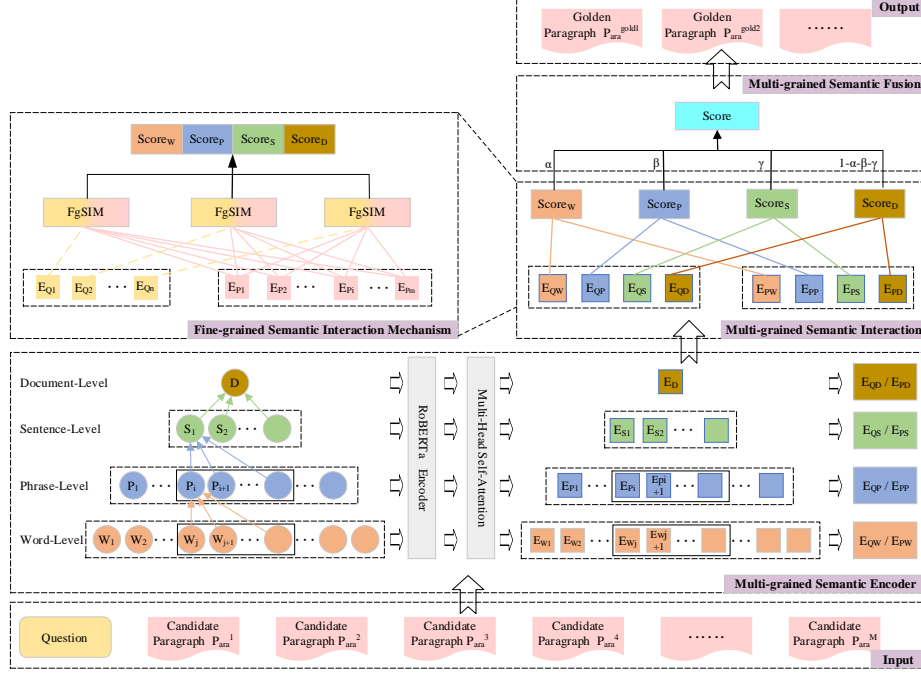 Output
Golden
Paragraph P_ara^gold1
Golden
Paragraph P_ara^gold2
······
Multi-grained Semantic Fusion
Score
α
β
γ
1-α-β-γ
Score_W
Score_P
Score_S
Score_D
FgSIM
FgSIM
FgSIM
E_Q1
E_Q2
···
E_Qn
E_P1
E_P2
···
E_Pi
···
E_Pm
Fine-grained Semantic Interaction Mechanism
Score_W
Score_P
Score_S
Score_D
E_QW
E_QP
E_QS
E_QD
E_PW
E_PP
E_PS
E_PD
Multi-grained Semantic Interaction
Document-Level
D
E_D
E_QD / E_PD
Sentence-Level
S_1
S_2
···
E_S1
E_S2
···
E_QS / E_PS
Phrase-Level
P_1
···
P_i
P_i+1
···
···
E_P1
···
E_Pi
Epi
+1
···
···
E_QP / E_PP
Word-Level
W_1
W_2
···
W_j
W_j+1
···
···
E_W1
E_W2
···
E_Wj
Ewj
+1
···
···
E_QW / E_PW
RoBERTa Encoder
Multi-Head Self-Attention
Multi-grained Semantic Encoder
Question
Candidate
Paragraph P_ara^1
Candidate
Paragraph P_ara^2
Candidate
Paragraph P_ara^3
Candidate
Paragraph P_ara^4
······
Candidate
Paragraph P_ara^M
Input